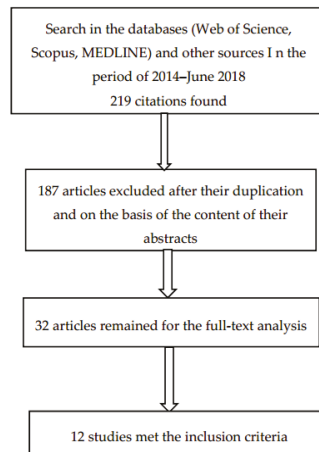 Search in the databases (Web of Science,
Scopus, MEDLINE) and other sources I n the
period of 2014–June 2018
219 citations found
187 articles excluded after their duplication
and on the basis of the content of their
abstracts
32 articles remained for the full-text analysis
12 studies met the inclusion criteria